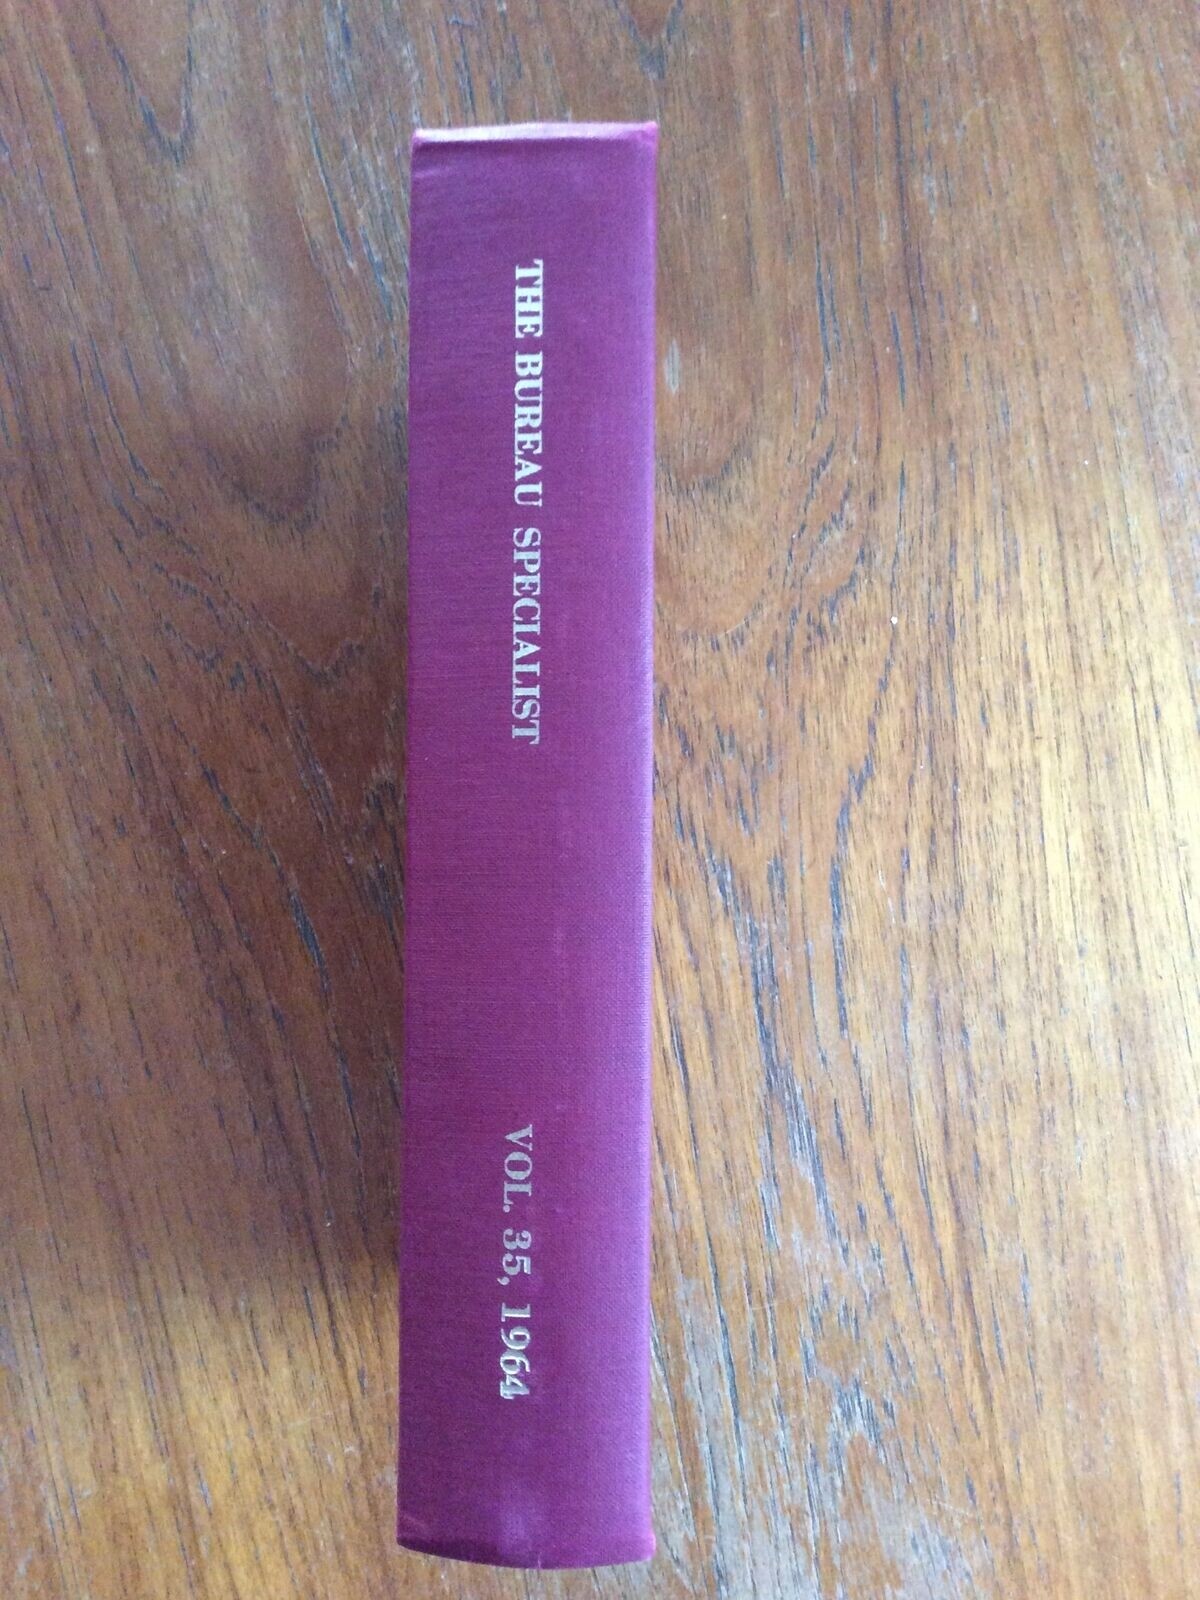 THE BUREAU SPECIALIST
VOL. 35, 1964